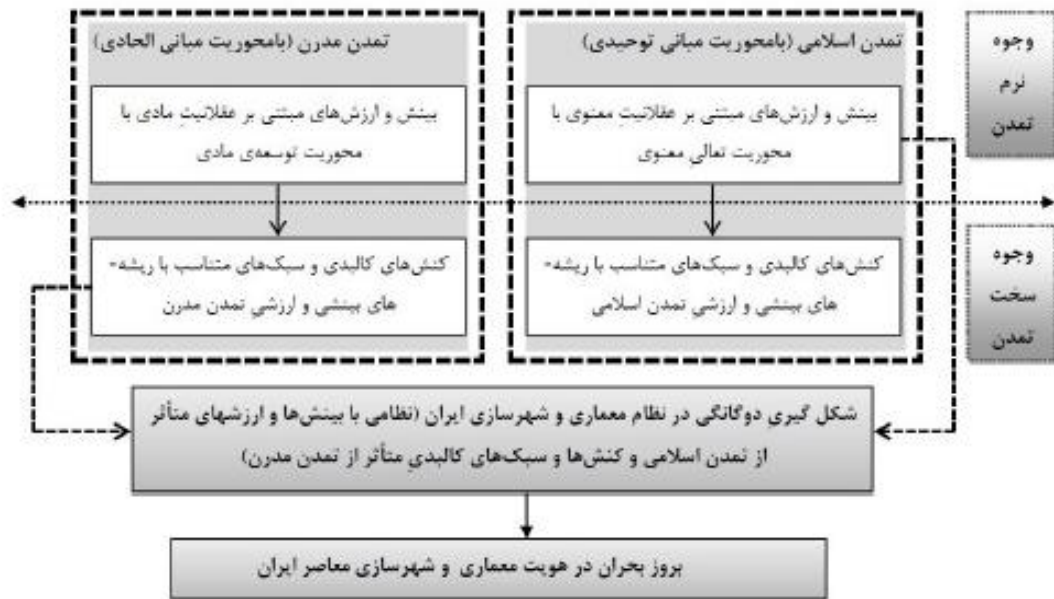 وجوه
نرم
تمدن
تمدن اسلامی (بامحوریت مبانی توحیدی)
بینش و ارزش‌های مبتنی بر عقلانیتِ معنوی با
محوریت تعالیِ معنوی
تمدن مدرن (بامحوریت مبانی الحادی)
بینش و ارزش‌های مبتنی بر عقلانیتِ مادی با
محوریت توسعه‌ی مادی
وجوه
سخت
تمدن
کنش‌های کالبدی و سبک‌های متناسب با ریشه-
های بینشی و ارزشیِ تمدن اسلامی
کنش‌های کالبدی و سبک‌های متناسب با ریشه-
های بینشی و ارزشیِ تمدن مدرن
شکل گیریِ دوگانگی در نظام معماری و شهرسازی ایران (نظامی با بینش‌ها و ارزشهای متأثر
از تمدن اسلامی و کنش‌ها و سبک‌های کالبدیِ متأثر از تمدن مدرن)
بروز بحران در هویت معماری و شهرسازی معاصر ایران